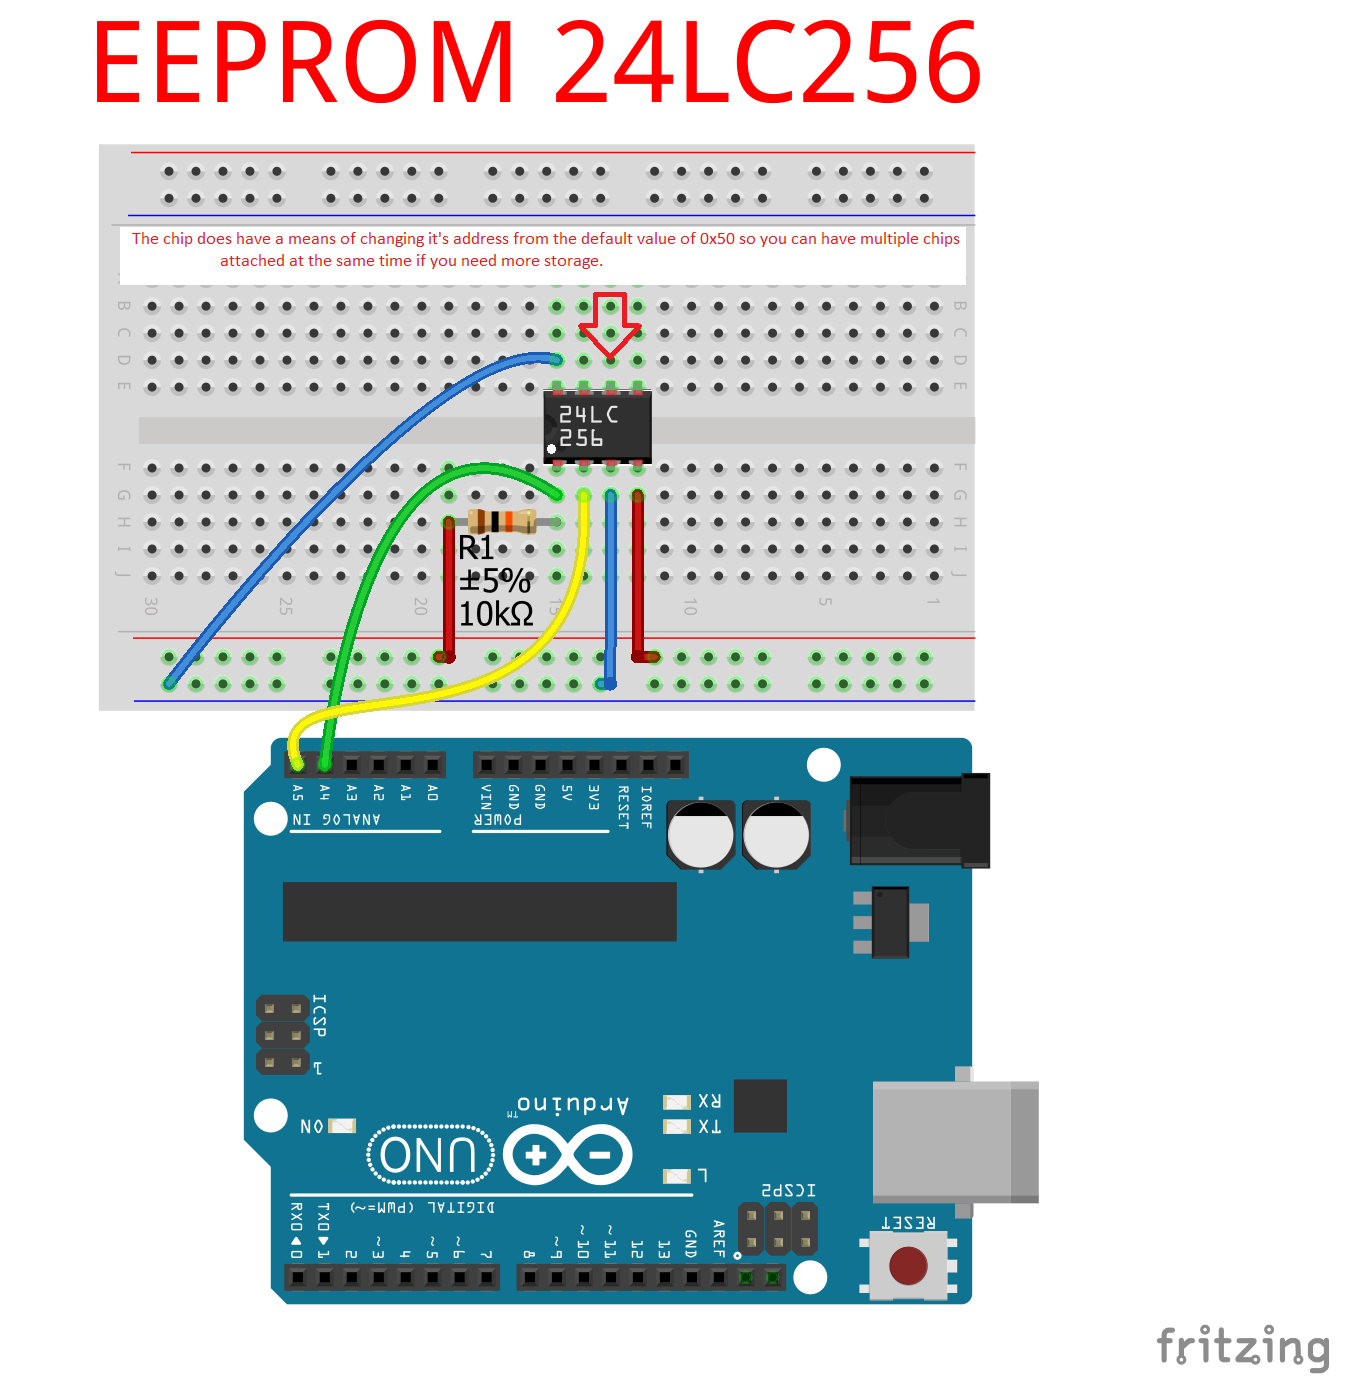 EEPROM 24LC256
The chip does have a means of changing it's address from the default value of 0x50 so you can have multiple chips
attached at the same time if you need more storage.
B B
C C
D D
E E
24LC
256
F F
G G
H H
I I
J J
R1
±5%
10kΩ
30 25 20 15 10 5 1
A5 A4 A3 A2 A1 A0 VIN GND GND 5V 3V3 RESET IOREF
ANALOG IN POWER
ICSP
1
Arduino™
RX
ON
TX
UNO
L
ICSP2
DIGITAL (PWM=~)
RESET
RX0◀0 TX0▶1 2 ~3 4 ~5 ~6 7 8 ~9 ~10 ~11 12 13 GND AREF
fritzing